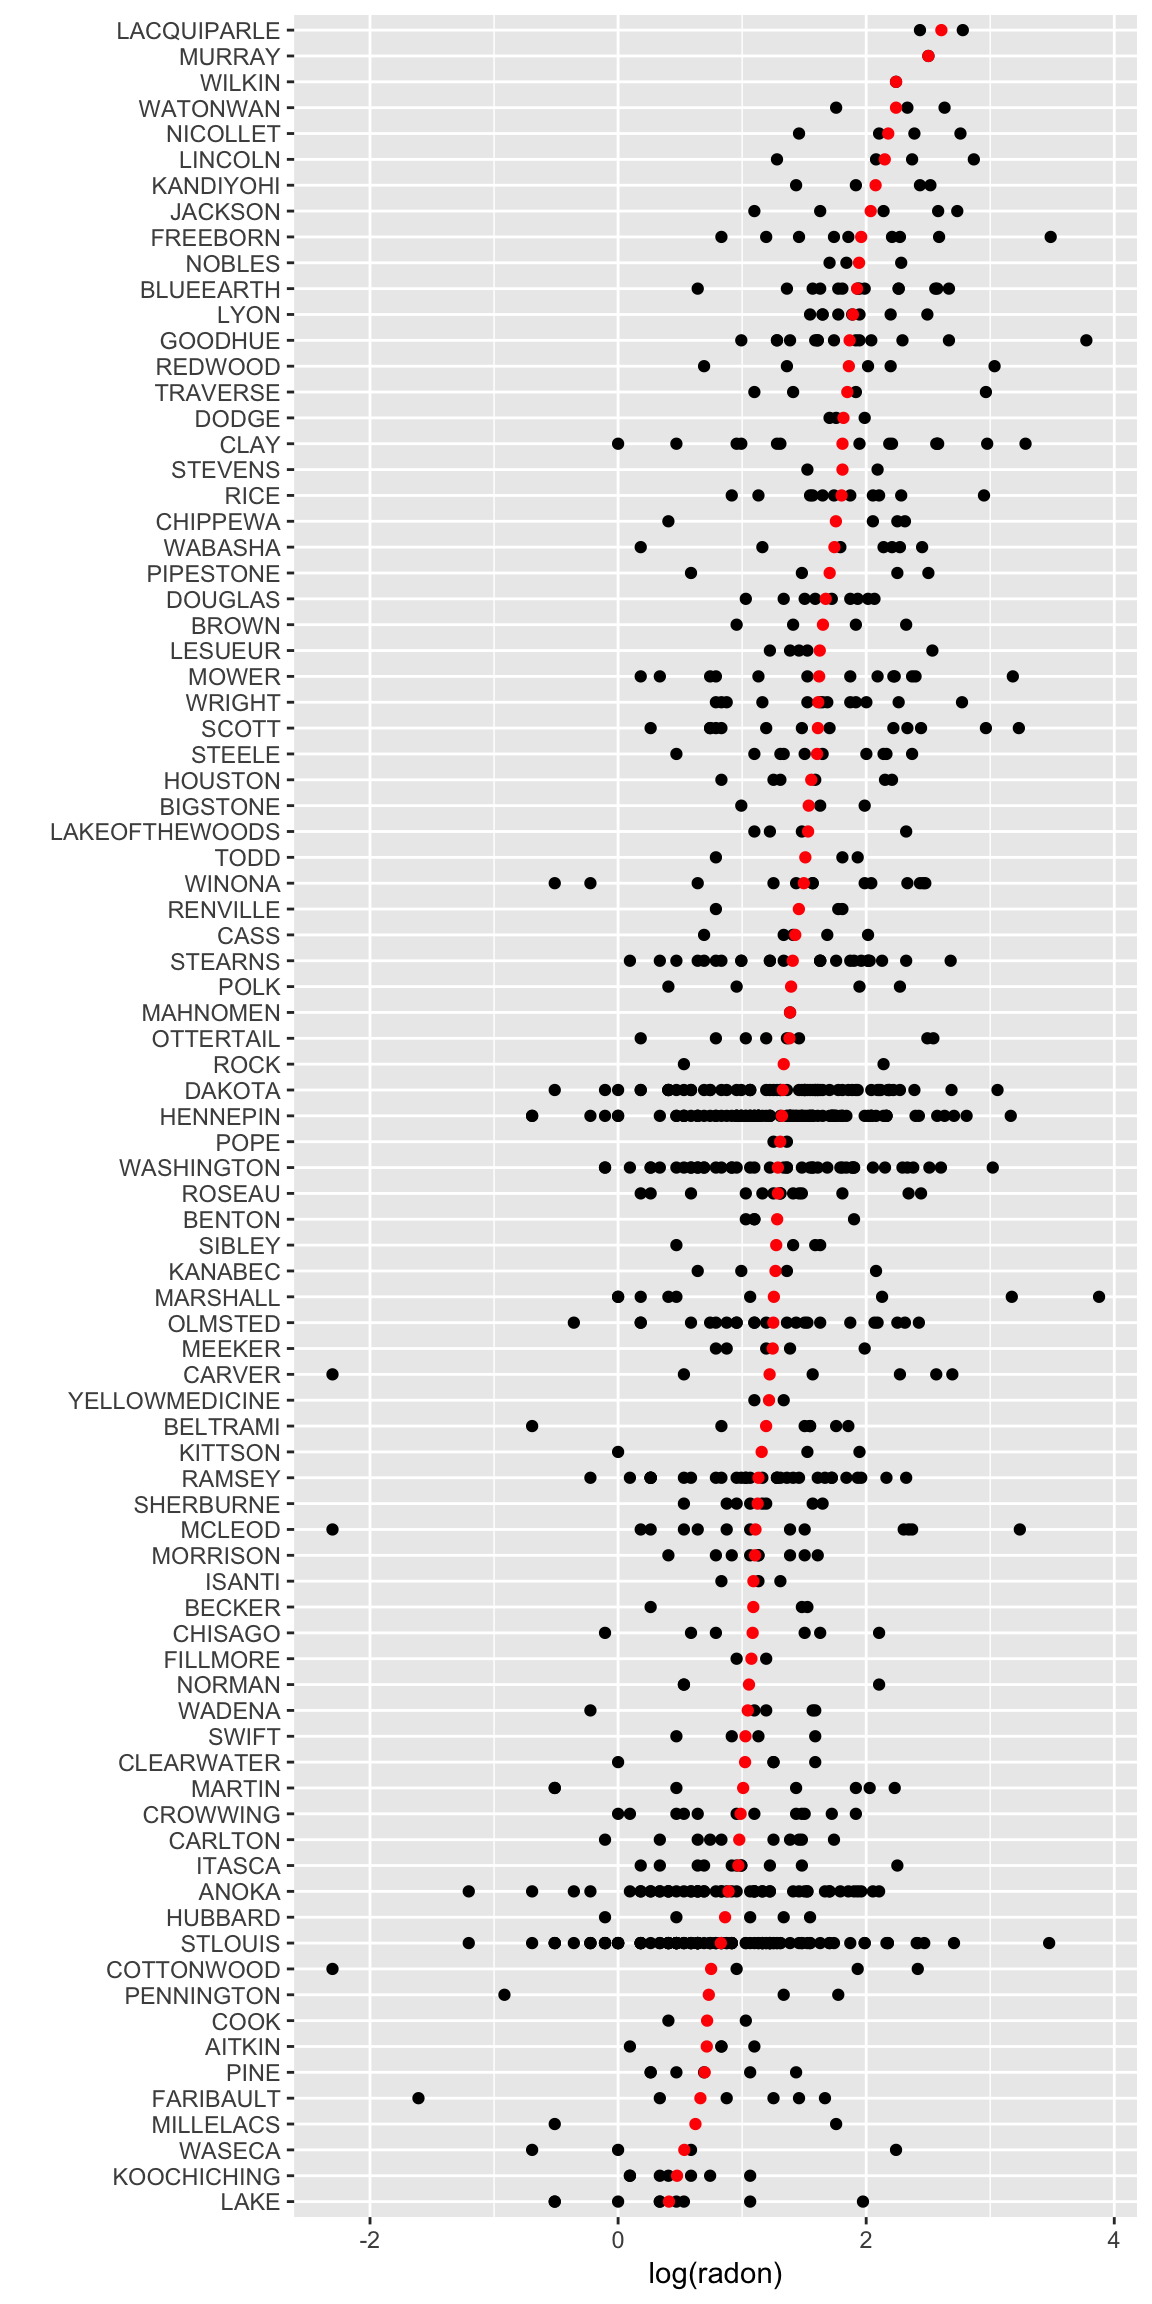 LACQUIPARLE
MURRAY
WILKIN
WATONWAN
NICOLLET
LINCOLN
KANDIYOHI
JACKSON
FREEBORN
NOBLES
BLUEEARTH
LYON
GOODHUE
REDWOOD
TRAVERSE
DODGE
CLAY
STEVENS
RICE
CHIPPEWA
WABASHA
PIPESTONE
DOUGLAS
BROWN
LESUEUR
MOWER
WRIGHT
SCOTT
STEELE
HOUSTON
BIGSTONE
LAKEOFTHEWOODS
TODD
WINONA
RENVILLE
CASS
STEARNS
POLK
MAHNOMEN
OTTERTAIL
ROCK
DAKOTA
HENNEPIN
POPE
WASHINGTON
ROSEAU
BENTON
SIBLEY
KANABEC
MARSHALL
OLMSTED
MEEKER
CARVER
YELLOWMEDICINE
BELTRAMI
KITTSON
RAMSEY
SHERBURNE
MCLEOD
MORRISON
ISANTI
BECKER
CHISAGO
FILLMORE
NORMAN
WADENA
SWIFT
CLEARWATER
MARTIN
CROWWING
CARLTON
ITASCA
ANOKA
HUBBARD
STLOUIS
COTTONWOOD
PENNINGTON
COOK
AITKIN
PINE
FARIBAULT
MILLELACS
WASECA
KOOCHICHING
LAKE
-2 0 2 4
log(radon)